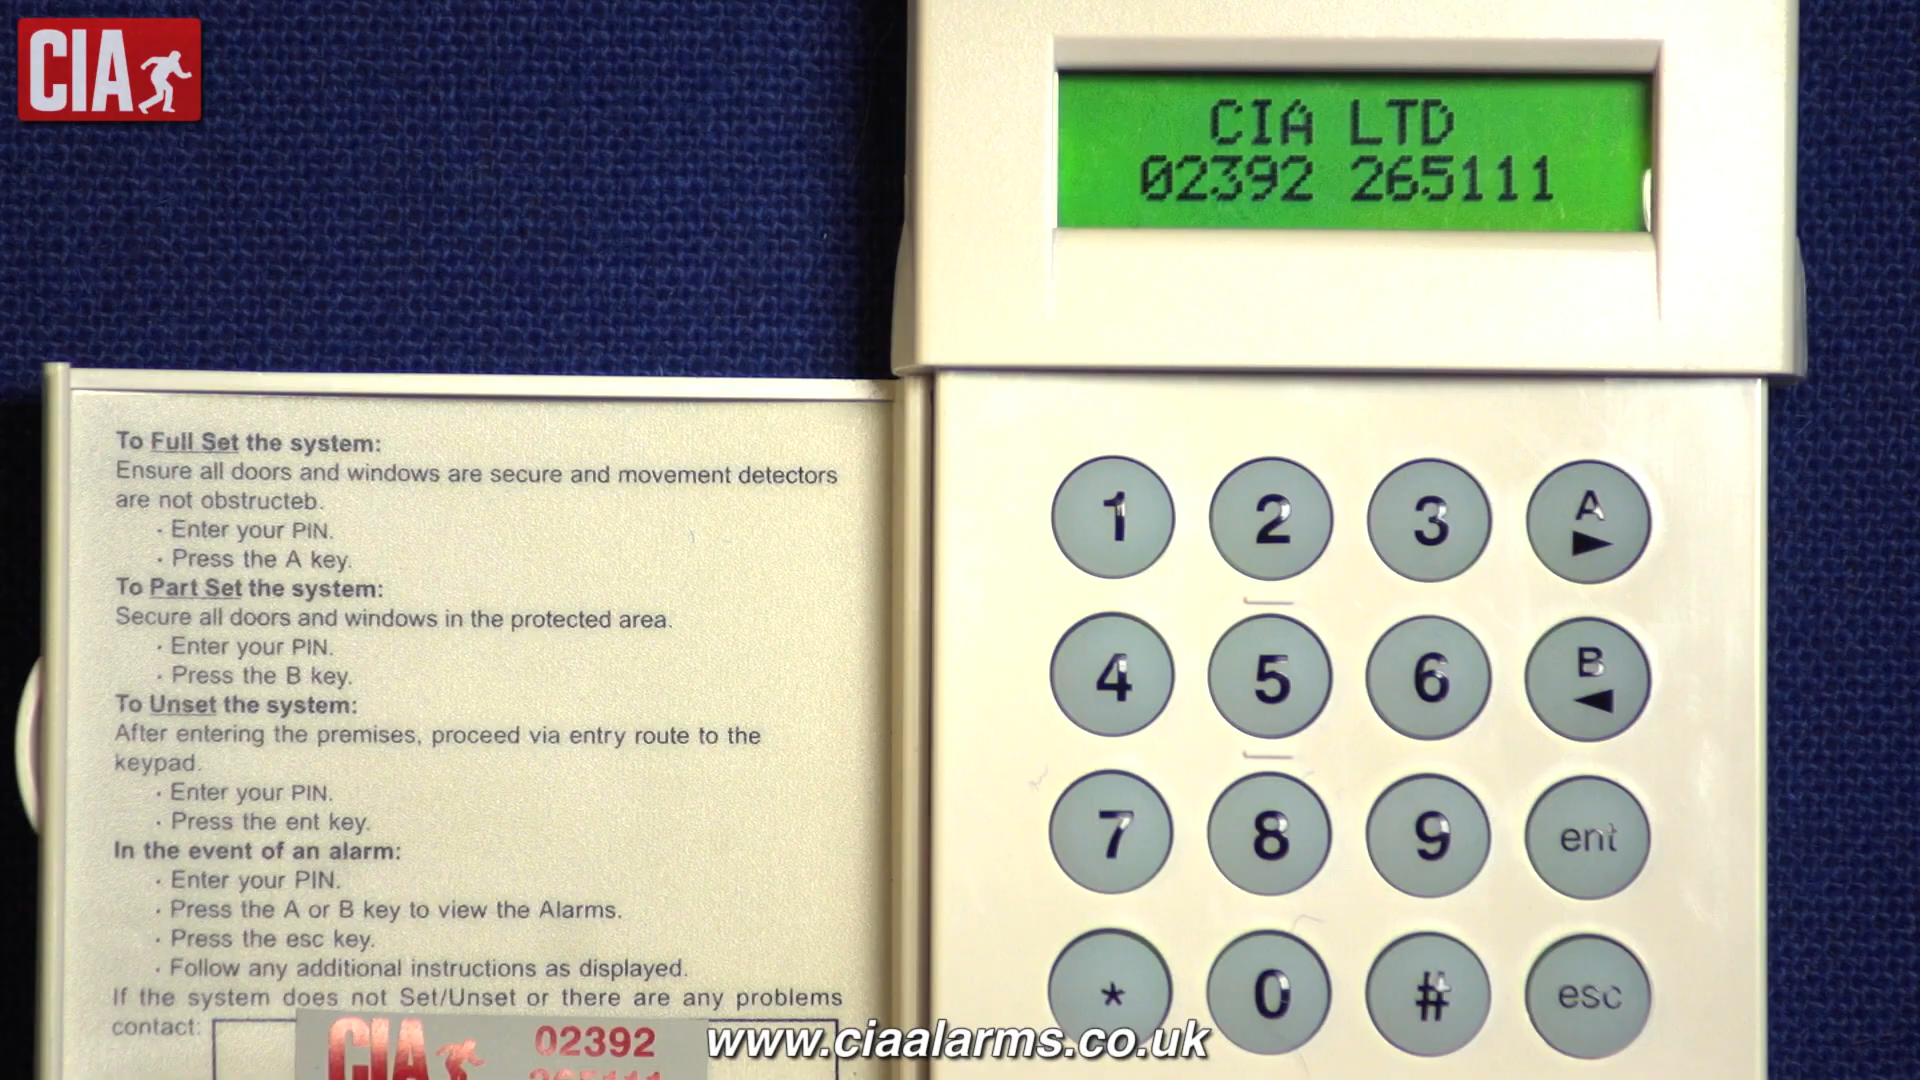 CIA
CIA LTD
02392 265111
To Full Set the system:
Ensure all doors and windows are secure and movement detectors
are not obstructeb.
· Enter your PIN.
· Press the A key.
To Part Set the system:
Secure all doors and windows in the protected area.
· Enter your PIN.
· Press the B key.
To Unset the system:
After entering the premises, proceed via entry route to the
keypad.
· Enter your PIN.
· Press the ent key.
In the event of an alarm:
· Enter your PIN.
· Press the A or B key to view the Alarms.
· Press the esc key.
· Follow any additional instructions as displayed.
If the system does not Set/Unset or there are any problems
contact:
CIA 02392
265111
1 2 3 A
4 5 6 B
7 8 9 ent
* 0 # esc
www.ciaalarms.co.uk